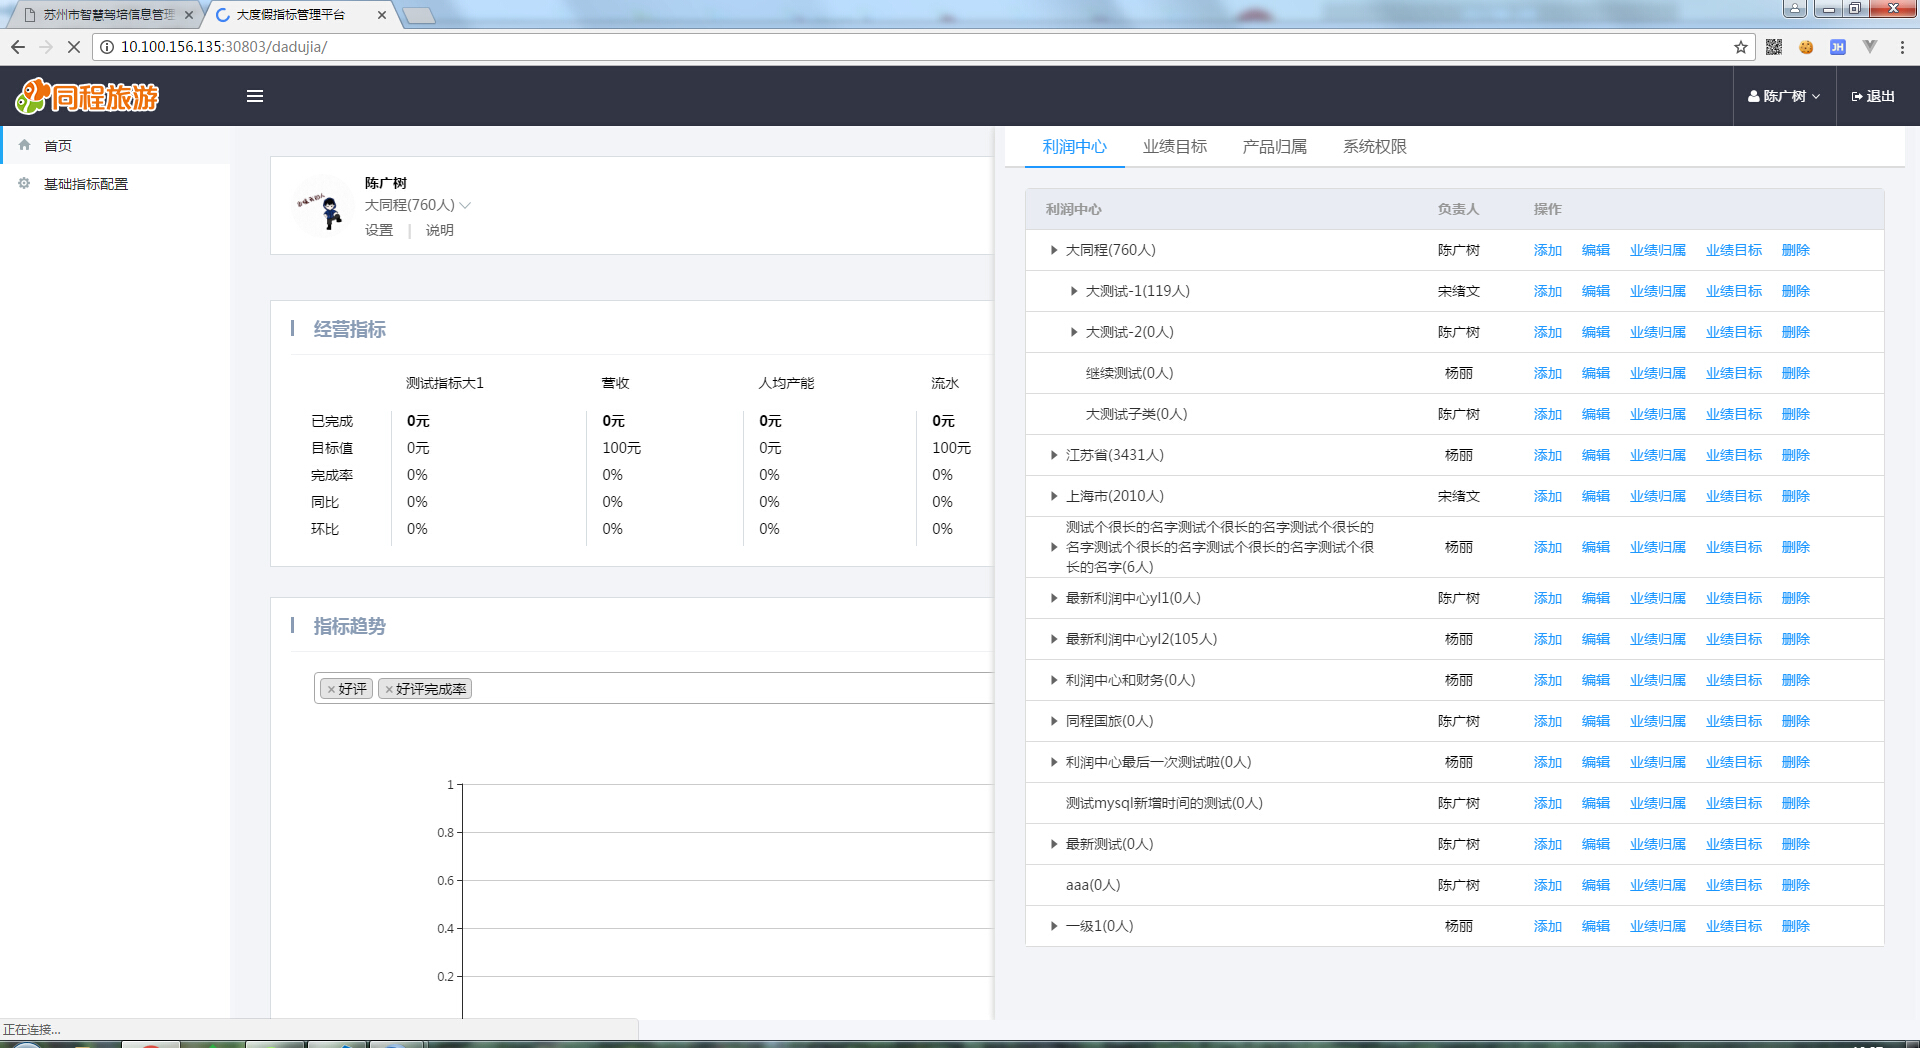 苏州市智慧驾培信息管理
大度假指标管理平台
10.100.156.135:30803/dadujia/
JH
同程旅游
陈广树
退出
首页
基础指标配置
陈广树
大同程(760人)
设置 | 说明
经营指标
测试指标大1 营收 人均产能 流水
已完成 0元 0元 0元 0元
目标值 0元 100元 0元 100元
完成率 0% 0% 0% 0%
同比 0% 0% 0% 0%
环比 0% 0% 0% 0%
指标趋势
×好评 ×好评完成率
1
0.8
0.6
0.4
0.2
利润中心 业绩目标 产品归属 系统权限
利润中心 负责人 操作
大同程(760人) 陈广树 添加 编辑 业绩归属 业绩目标 删除
大测试-1(119人) 宋绪文 添加 编辑 业绩归属 业绩目标 删除
大测试-2(0人) 陈广树 添加 编辑 业绩归属 业绩目标 删除
继续测试(0人) 杨丽 添加 编辑 业绩归属 业绩目标 删除
大测试子类(0人) 陈广树 添加 编辑 业绩归属 业绩目标 删除
江苏省(3431人) 杨丽 添加 编辑 业绩归属 业绩目标 删除
上海市(2010人) 宋绪文 添加 编辑 业绩归属 业绩目标 删除
测试个很长的名字测试个很长的名字测试个很长的
名字测试个很长的名字测试个很长的名字测试个很
长的名字(6人) 杨丽 添加 编辑 业绩归属 业绩目标 删除
最新利润中心yl1(0人) 陈广树 添加 编辑 业绩归属 业绩目标 删除
最新利润中心yl2(105人) 杨丽 添加 编辑 业绩归属 业绩目标 删除
利润中心和财务(0人) 杨丽 添加 编辑 业绩归属 业绩目标 删除
同程国旅(0人) 陈广树 添加 编辑 业绩归属 业绩目标 删除
利润中心最后一次测试啦(0人) 杨丽 添加 编辑 业绩归属 业绩目标 删除
测试mysql新增时间的测试(0人) 陈广树 添加 编辑 业绩归属 业绩目标 删除
最新测试(0人) 陈广树 添加 编辑 业绩归属 业绩目标 删除
aaa(0人) 陈广树 添加 编辑 业绩归属 业绩目标 删除
一级1(0人) 杨丽 添加 编辑 业绩归属 业绩目标 删除
正在连接...